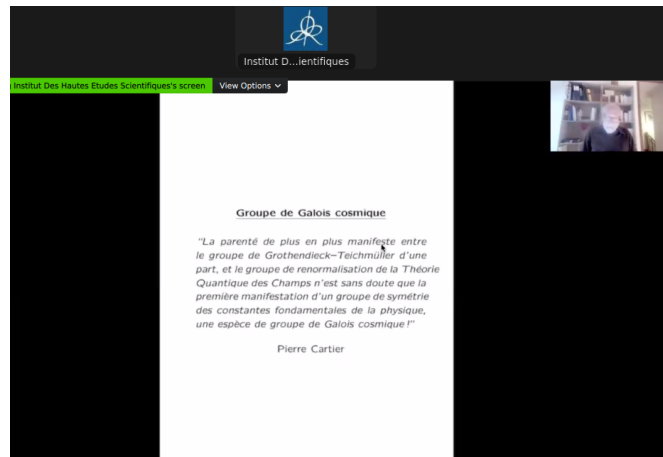 Institut D...ientifiques
Institut Des Hautes Etudes Scientifiques's screen
View Options
Groupe de Galois cosmique
"La parenté de plus en plus manifeste entre
le groupe de Grothendieck–Teichmüller d'une
part, et le groupe de renormalisation de la Théorie
Quantique des Champs n'est sans doute que la
première manifestation d'un groupe de symétrie
des constantes fondamentales de la physique,
une espèce de groupe de Galois cosmique !"
Pierre Cartier